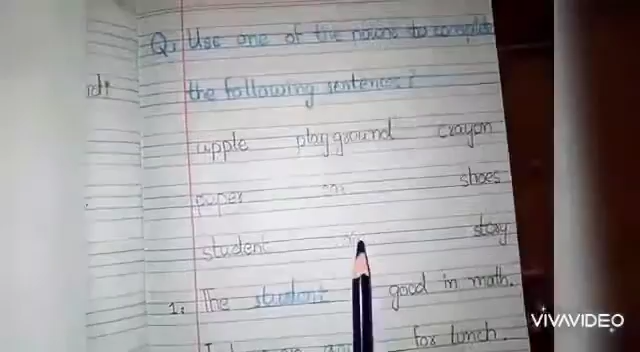 Q: Use one of the nouns to complete
the following sentences:
apple playground crayon
paper shoes
student story
1: The student good in math.
for lunch.
VIVAVIDEO